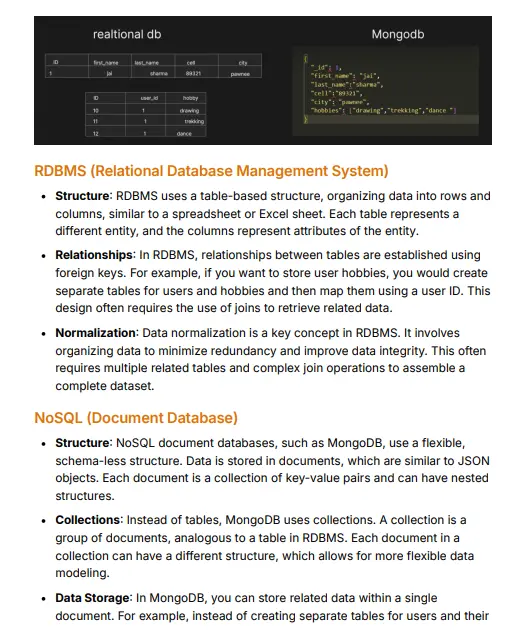 realtional db
Mongodb
ID first_name last_name cell city
1 jai sharma 89321 pawnee
ID user_id hobby
10 1 drawing
11 1 trekking
12 1 dance
{
"_id": 1,
"first_name": "jai",
"last_name":"sharma",
"cell":"89321",
"city": "pawnee",
"hobbies": ["drawing","trekking","dance "]
}
RDBMS (Relational Database Management System)
• Structure: RDBMS uses a table-based structure, organizing data into rows and
columns, similar to a spreadsheet or Excel sheet. Each table represents a
different entity, and the columns represent attributes of the entity.
• Relationships: In RDBMS, relationships between tables are established using
foreign keys. For example, if you want to store user hobbies, you would create
separate tables for users and hobbies and then map them using a user ID. This
design often requires the use of joins to retrieve related data.
• Normalization: Data normalization is a key concept in RDBMS. It involves
organizing data to minimize redundancy and improve data integrity. This often
requires multiple related tables and complex join operations to assemble a
complete dataset.
NoSQL (Document Database)
• Structure: NoSQL document databases, such as MongoDB, use a flexible,
schema-less structure. Data is stored in documents, which are similar to JSON
objects. Each document is a collection of key-value pairs and can have nested
structures.
• Collections: Instead of tables, MongoDB uses collections. A collection is a
group of documents, analogous to a table in RDBMS. Each document in a
collection can have a different structure, which allows for more flexible data
modeling.
• Data Storage: In MongoDB, you can store related data within a single
document. For example, instead of creating separate tables for users and their